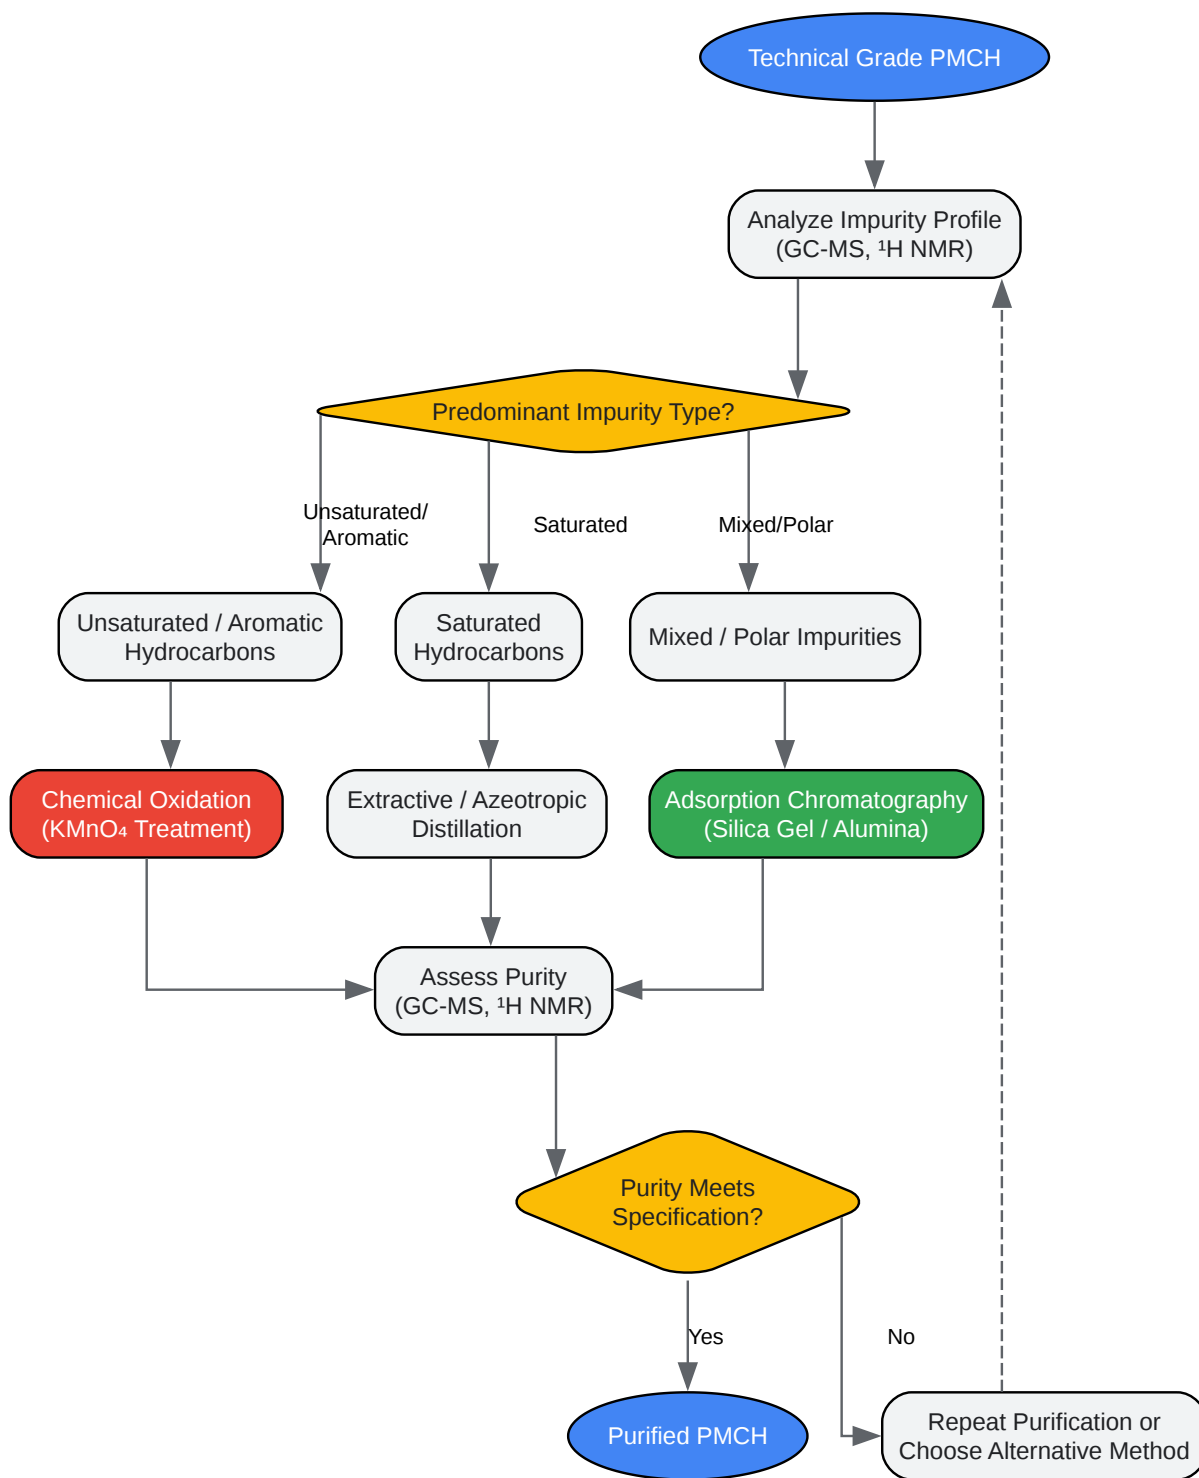 Technical Grade PMCH
Analyze Impurity Profile
(GC-MS, ¹H NMR)
Predominant Impurity Type?
Unsaturated/
Aromatic
Saturated
Mixed/Polar
Unsaturated / Aromatic
Hydrocarbons
Saturated
Hydrocarbons
Mixed / Polar Impurities
Chemical Oxidation
(KMnO₄ Treatment)
Extractive / Azeotropic
Distillation
Adsorption Chromatography
(Silica Gel / Alumina)
Assess Purity
(GC-MS, ¹H NMR)
Purity Meets
Specification?
Yes
No
Purified PMCH
Repeat Purification or
Choose Alternative Method